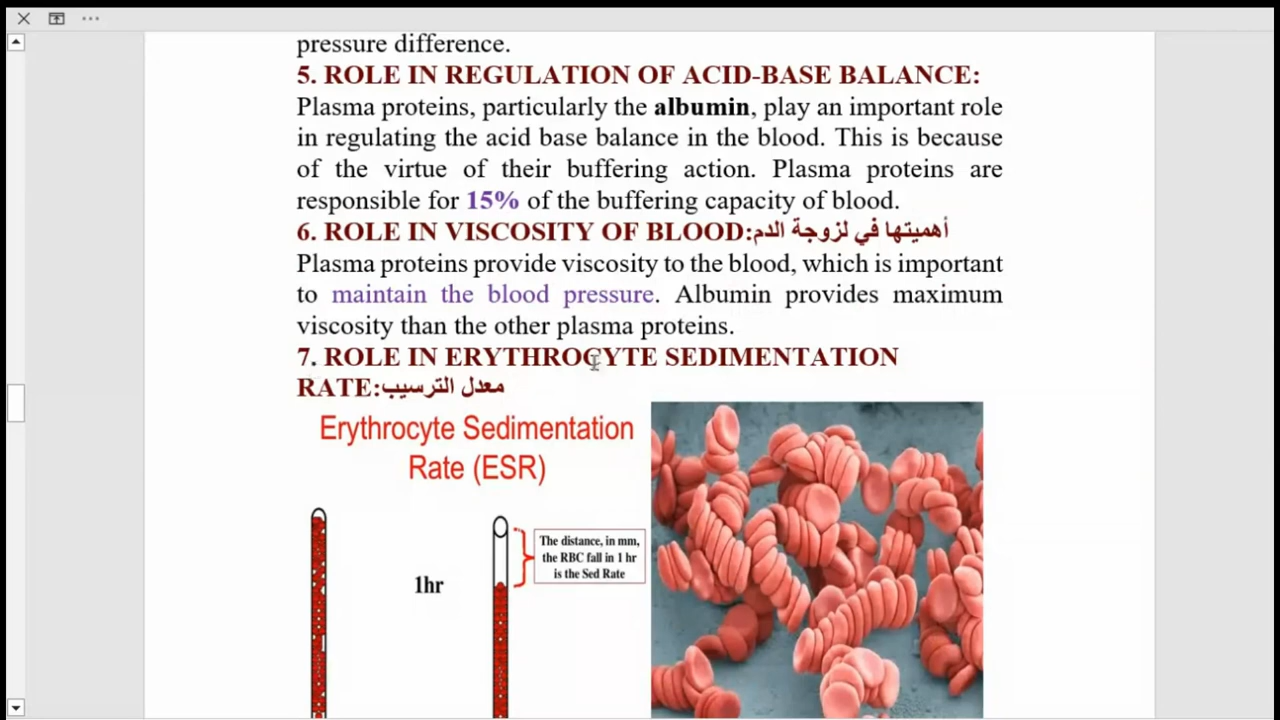 pressure difference.
5. ROLE IN REGULATION OF ACID-BASE BALANCE:
Plasma proteins, particularly the albumin, play an important role
in regulating the acid base balance in the blood. This is because
of the virtue of their buffering action. Plasma proteins are
responsible for 15% of the buffering capacity of blood.
6. ROLE IN VISCOSITY OF BLOOD:أهميتها في لزوجة الدم
Plasma proteins provide viscosity to the blood, which is important
to maintain the blood pressure. Albumin provides maximum
viscosity than the other plasma proteins.
7. ROLE IN ERYTHROCYTE SEDIMENTATION
RATE:معدل الترسيب
Erythrocyte Sedimentation
Rate (ESR)
The distance, in mm,
the RBC fall in 1 hr
is the Sed Rate
1hr